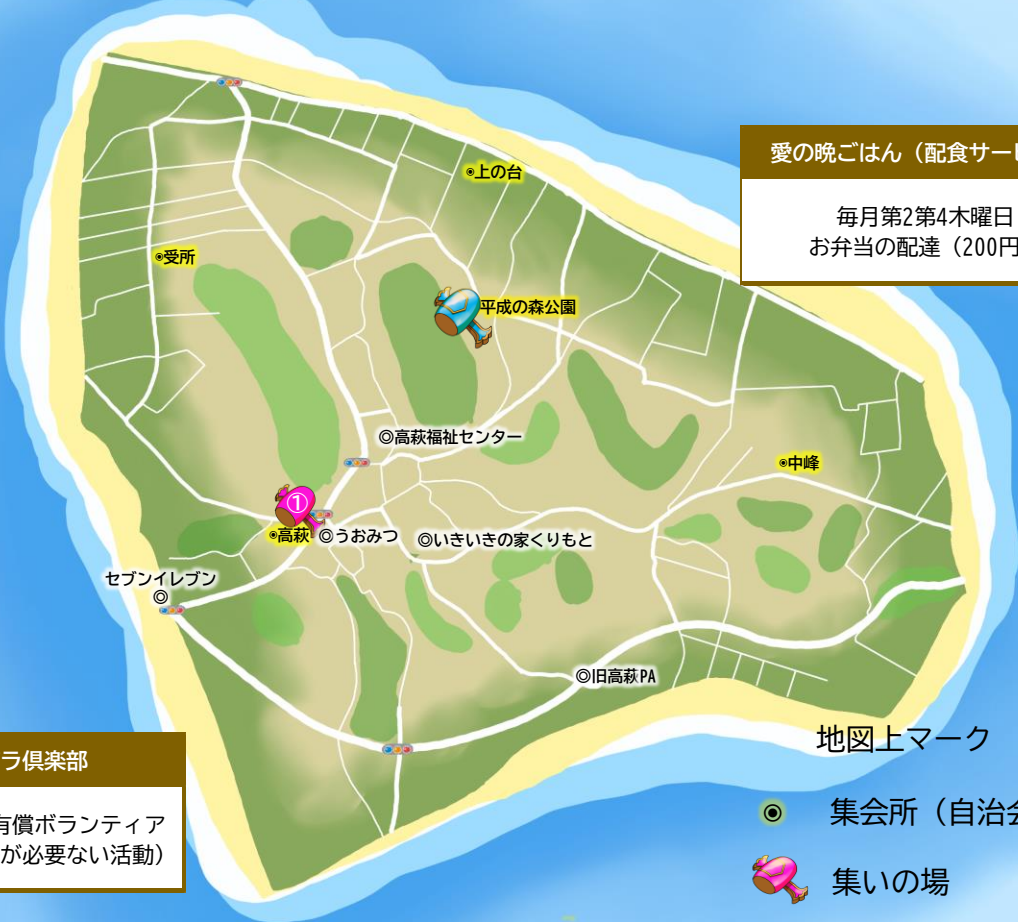 ◉上の台
愛の晩ごはん（配食サービ
毎月第2第4木曜日
お弁当の配達（200円
◉受所
平成の森公園
◎高萩福祉センター
◉中峰
①
◉高萩
◎うおみつ
◎いきいきの家くりもと
セブンイレブン
◎
◎旧高萩PA
ラ倶楽部
有償ボランティア
が必要ない活動）
地図上マーク
◉ 集会所（自治会
集いの場